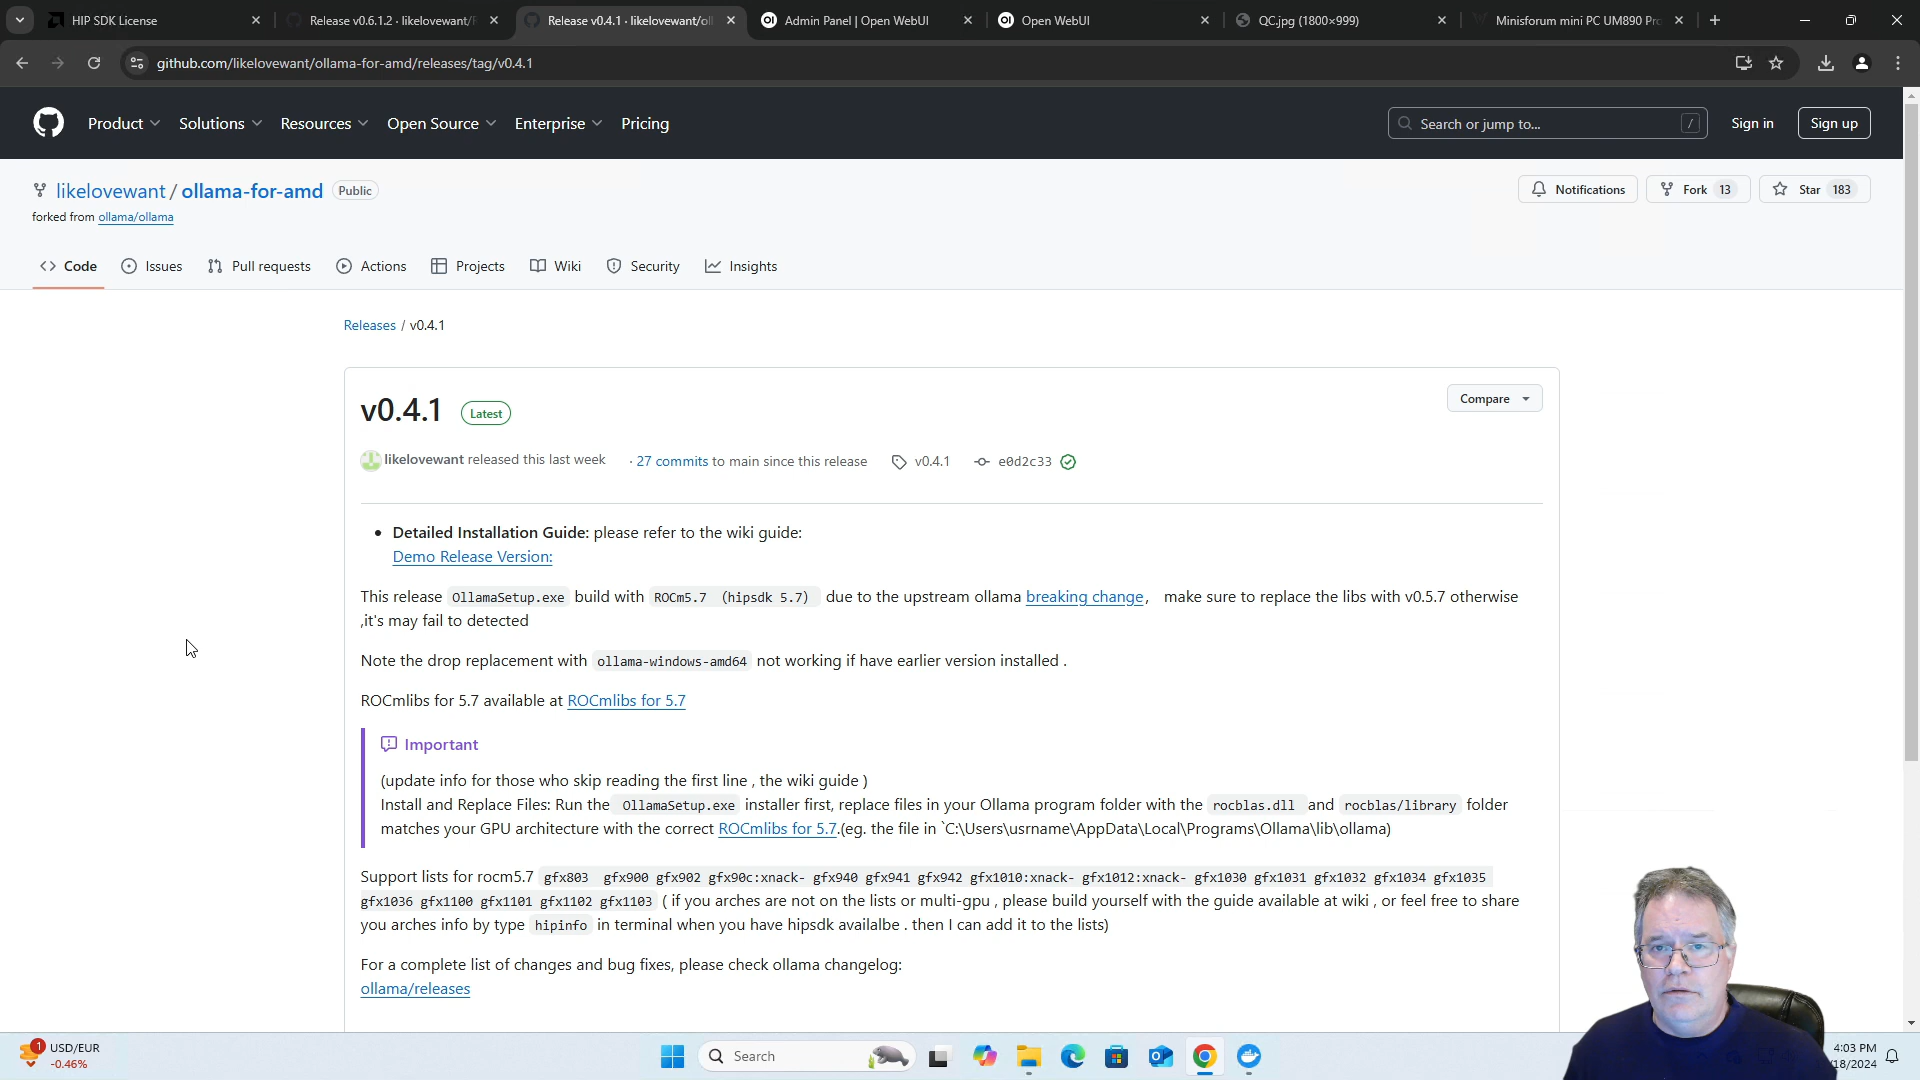 HIP SDK License
Release v0.6.1.2 · likelovewant/
Release v0.4.1 · likelovewant/oll
Admin Panel | Open WebUI
Open WebUI
QC.jpg (1800×999)
Minisforum mini PC UM890 Pro
github.com/likelovewant/ollama-for-amd/releases/tag/v0.4.1
Product
Solutions
Resources
Open Source
Enterprise
Pricing
Search or jump to...
/
Sign in
Sign up
likelovewant / ollama-for-amd Public
forked from ollama/ollama
Notifications
Fork 13
Star 183
Code
Issues
Pull requests
Actions
Projects
Wiki
Security
Insights
Releases / v0.4.1
v0.4.1 Latest
Compare
likelovewant released this last week · 27 commits to main since this release v0.4.1 e0d2c33
• Detailed Installation Guide: please refer to the wiki guide:
Demo Release Version:
This release OllamaSetup.exe build with ROCm5.7 (hipsdk 5.7) due to the upstream ollama breaking change, make sure to replace the libs with v0.5.7 otherwise
,it's may fail to detected
Note the drop replacement with ollama-windows-amd64 not working if have earlier version installed .
ROCmlibs for 5.7 available at ROCmlibs for 5.7
Important
(update info for those who skip reading the first line , the wiki guide )
Install and Replace Files: Run the OllamaSetup.exe installer first, replace files in your Ollama program folder with the rocblas.dll and rocblas/library folder
matches your GPU architecture with the correct ROCmlibs for 5.7.(eg. the file in `C:\Users\usrname\AppData\Local\Programs\Ollama\lib\ollama)
Support lists for rocm5.7 gfx803 gfx900 gfx902 gfx90c:xnack- gfx940 gfx941 gfx942 gfx1010:xnack- gfx1012:xnack- gfx1030 gfx1031 gfx1032 gfx1034 gfx1035
gfx1036 gfx1100 gfx1101 gfx1102 gfx1103 ( if you arches are not on the lists or multi-gpu , please build yourself with the guide available at wiki , or feel free to share
you arches info by type hipinfo in terminal when you have hipsdk availalbe . then I can add it to the lists)
For a complete list of changes and bug fixes, please check ollama changelog:
ollama/releases
1
USD/EUR
-0.46%
Search
4:03 PM
18/2024